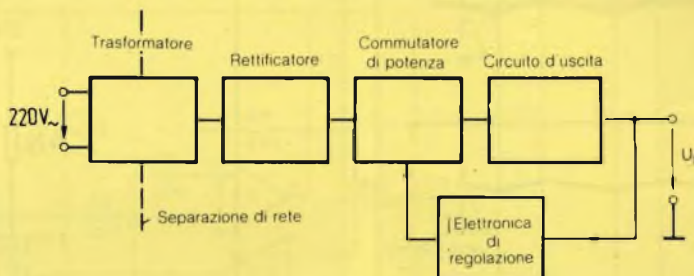 Trasformatore
Rettificatore
Commutatore
di potenza
Circuito d'uscita
220V~
Separazione di rete
Elettronica
di
regolazione